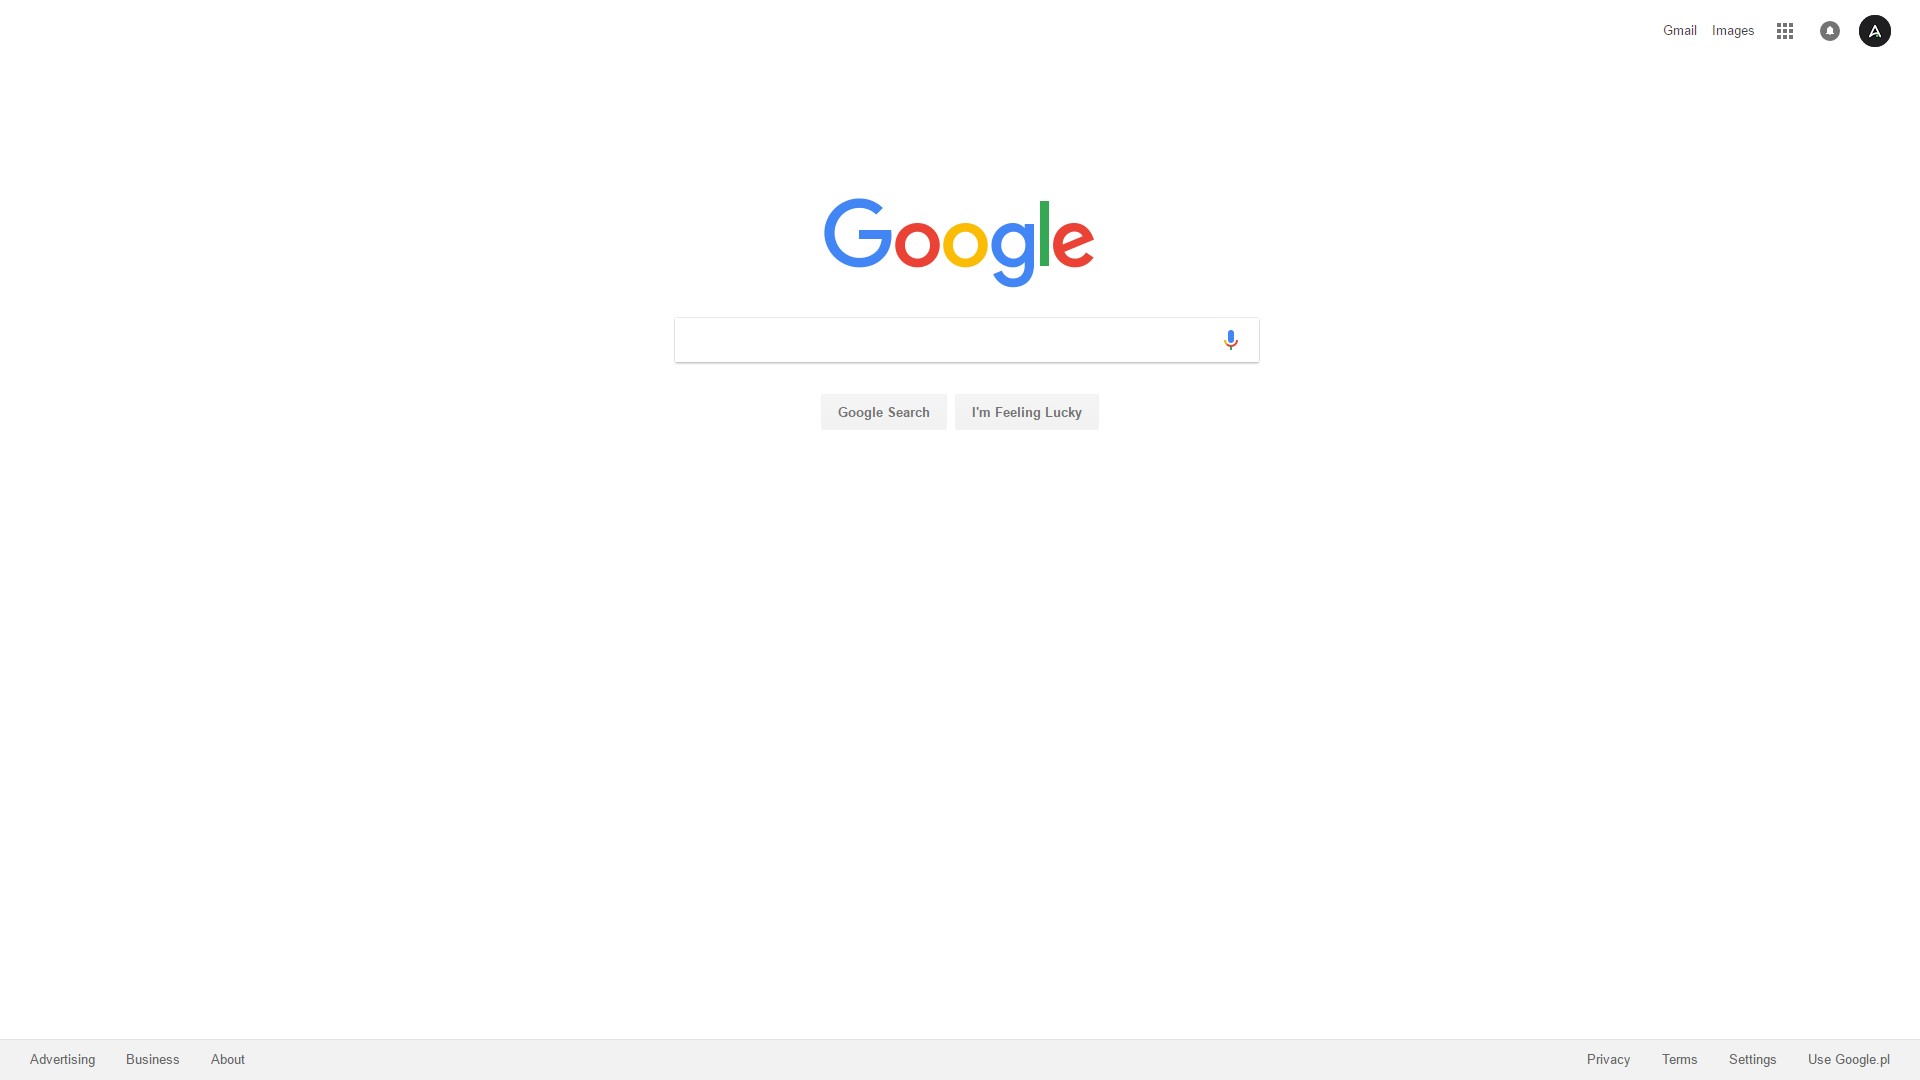 Gmail Images
Google
Google Search I'm Feeling Lucky
Advertising Business About Privacy Terms Settings Use Google.pl